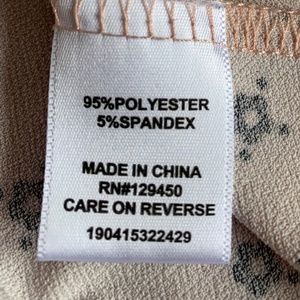 95%POLYESTER
5%SPANDEX
MADE IN CHINA
RN#129450
CARE ON REVERSE
190415322429